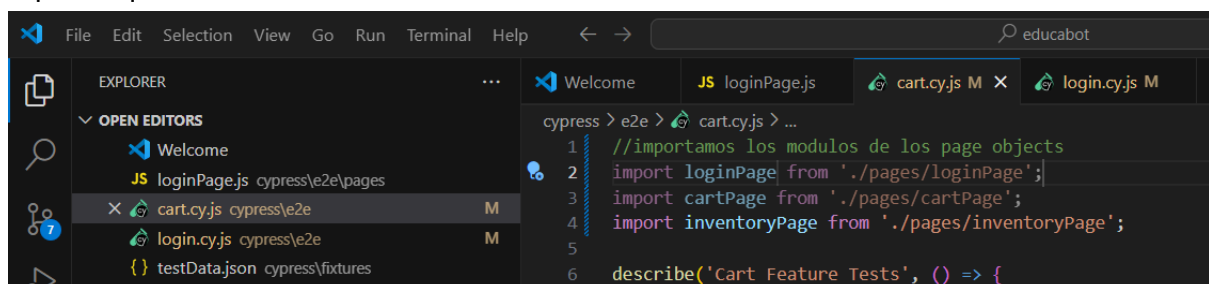 File Edit Selection View Go Run Terminal Help educabot
EXPLORER
Welcome
JS loginPage.js
cart.cy.js M
login.cy.js M
OPEN EDITORS
Welcome
JS loginPage.js cypress\e2e\pages
cart.cy.js cypress\e2e M
login.cy.js cypress\e2e M
{ } testData.json cypress\fixtures
7
cypress > e2e > cart.cy.js > ...
1 //importamos los modulos de los page objects
2 import loginPage from './pages/loginPage';
3 import cartPage from './pages/cartPage';
4 import inventoryPage from './pages/inventoryPage';
5
6 describe('Cart Feature Tests', () => {